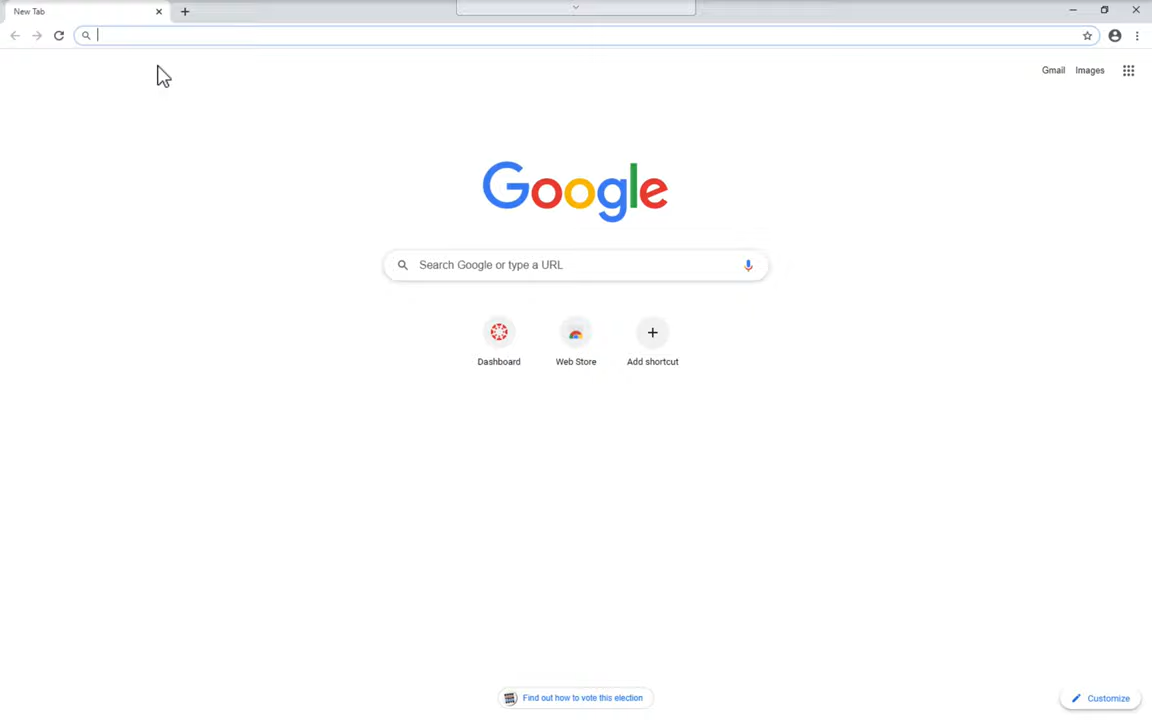 New Tab
Gmail Images
Google
Search Google or type a URL
Dashboard Web Store Add shortcut
Find out how to vote this election
Customize